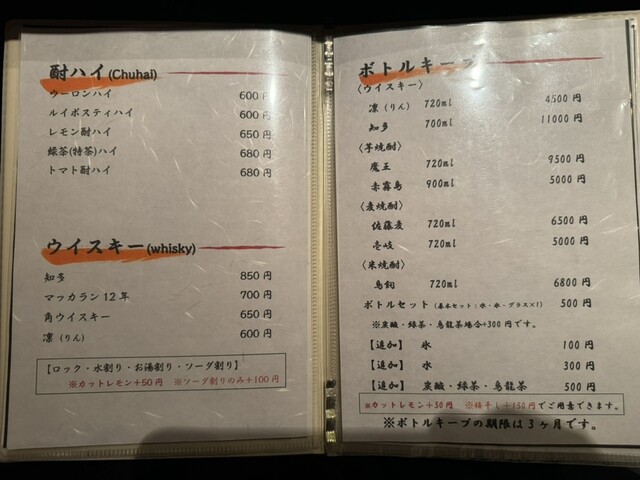 酎ハイ(Chuhai)
ウーロンハイ 600円
ルイボスティハイ 600円
レモン酎ハイ 650円
緑茶(特茶)ハイ 680円
トマト酎ハイ 680円
ウイスキー(whisky)
知多 850円
マッカラン12年 700円
角ウイスキー 650円
凛(りん) 600円
【ロック・水割り・お湯割り・ソーダ割り】
※カットレモン+50円 ※ソーダ割りのみ+100円
ボトルキープ
〈ウイスキー〉
凛(りん) 720ml 4500円
知多 700ml 11000円
〈芋焼酎〉
魔王 720ml 9500円
赤霧島 900ml 5000円
〈麦焼酎〉
佐藤麦 720ml 6500円
壱岐 720ml 5000円
〈米焼酎〉
鳥飼 720ml 6800円
ボトルセット(基本セット:水・氷・グラス×1) 500円
※炭酸・緑茶・烏龍茶場合+300円です。
【追加】 氷 100円
【追加】 水 300円
【追加】 炭酸・緑茶・烏龍茶 500円
※カットレモン+50円 ※梅干し+150円でご用意できます。
※ボトルキープの期限は3ヶ月です。